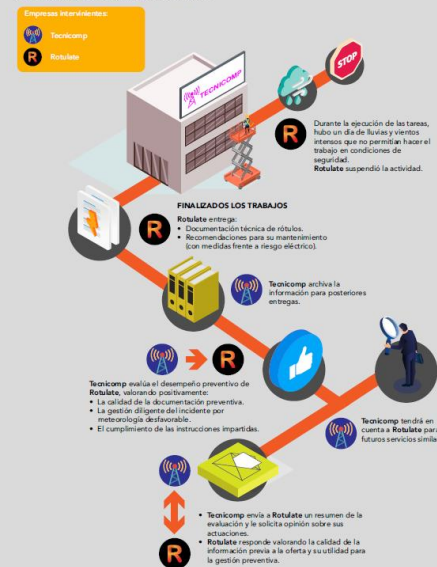 Empresas intervinientes:
Tecnicomp
R
Rotulate
TECNICOMP
STOP
R
Durante la ejecución de las tareas,
hubo un día de lluvias y vientos
intensos que no permitían hacer el
trabajo en condiciones de
seguridad.
Rotulate suspendió la actividad.
FINALIZADOS LOS TRABAJOS
R
Rotulate entrega:
• Documentación técnica de rótulos.
• Recomendaciones para su mantenimiento
(con medidas frente a riesgo eléctrico).
Tecnicomp archiva la
información para posteriores
entregas.
R
Tecnicomp evalúa el desempeño preventivo de
Rotulate, valorando positivamente:
• La calidad de la documentación preventiva.
• La gestión diligente del incidente por
meteorología desfavorable.
• El cumplimiento de las instrucciones impartidas.
Tecnicomp tendrá en
cuenta a Rotulate para
futuros servicios simila
• Tecnicomp envía a Rotulate un resumen de la
evaluación y le solicita opinión sobre sus
actuaciones.
• Rotulate responde valorando la calidad de la
información previa a la oferta y su utilidad para
la gestión preventiva.
R